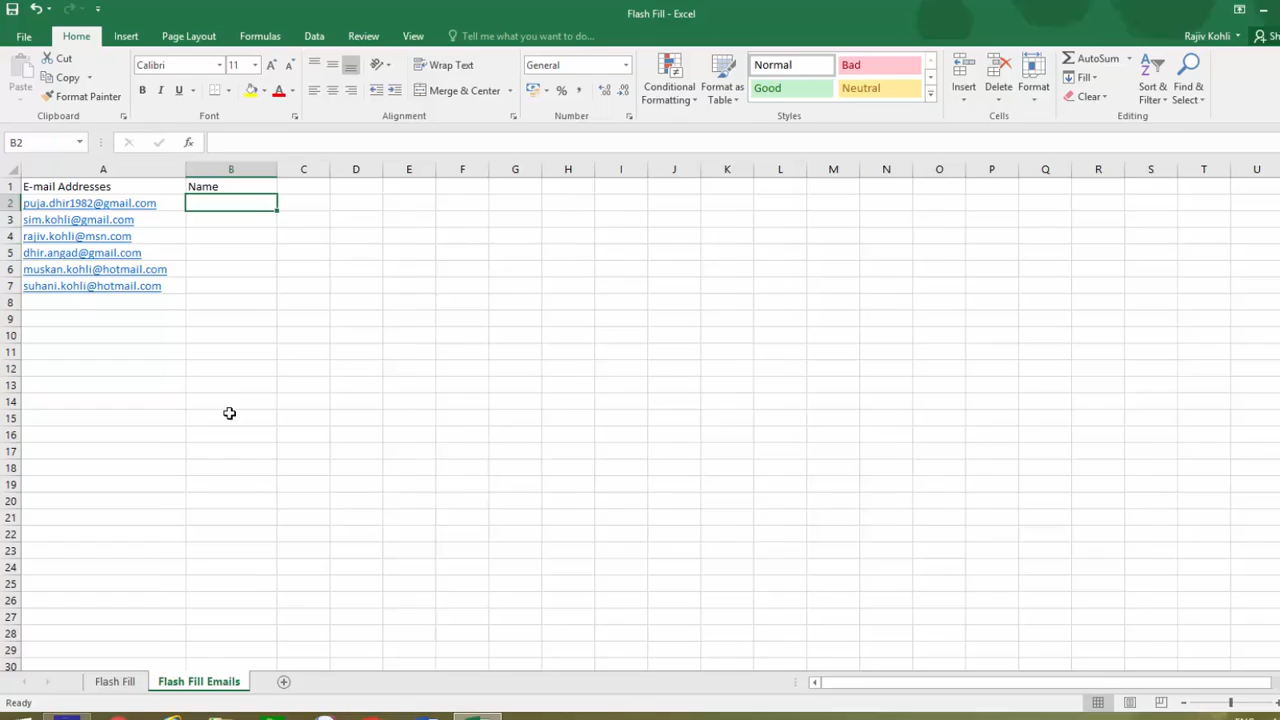 Flash Fill - Excel
File Home Insert Page Layout Formulas Data Review View Tell me what you want to do... Rajiv Kohli Sh
Paste Cut Copy Format Painter Clipboard
Calibri 11 A A B I U A Font
Wrap Text Merge & Center Alignment
General % , Number
Conditional Formatting Format as Table Normal Bad Good Neutral Styles
Insert Delete Format Cells
AutoSum Fill Clear Sort & Filter Find & Select Editing
B2 fx
A B C D E F G H I J K L M N O P Q R S T U
1 E-mail Addresses Name
2 puja.dhir1982@gmail.com
3 sim.kohli@gmail.com
4 rajiv.kohli@msn.com
5 dhir.angad@gmail.com
6 muskan.kohli@hotmail.com
7 suhani.kohli@hotmail.com
8
9
10
11
12
13
14
15
16
17
18
19
20
21
22
23
24
25
26
27
28
29
30
Flash Fill Flash Fill Emails
Ready